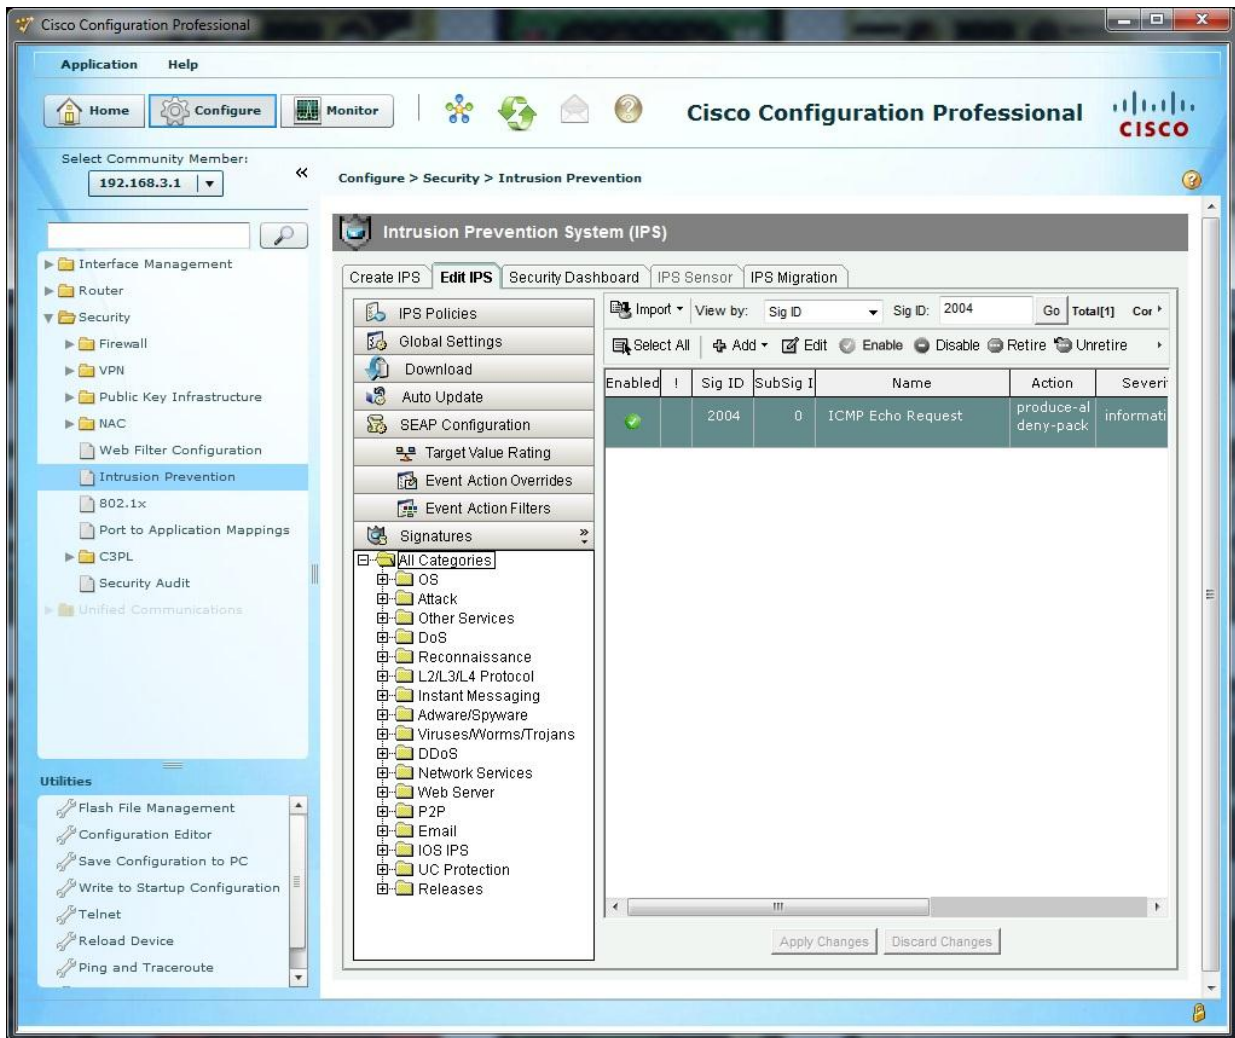 Cisco Configuration Professional
Application Help
Home Configure Monitor Cisco Configuration Professional CISCO
Select Community Member:
192.168.3.1
Configure > Security > Intrusion Prevention
Intrusion Prevention System (IPS)
Interface Management
Router
Security
Firewall
VPN
Public Key Infrastructure
NAC
Web Filter Configuration
Intrusion Prevention
802.1x
Port to Application Mappings
C3PL
Security Audit
Unified Communications
Utilities
Flash File Management
Configuration Editor
Save Configuration to PC
Write to Startup Configuration
Telnet
Reload Device
Ping and Traceroute
Create IPS Edit IPS Security Dashboard IPS Sensor IPS Migration
IPS Policies
Global Settings
Download
Auto Update
SEAP Configuration
Target Value Rating
Event Action Overrides
Event Action Filters
Signatures
All Categories
OS
Attack
Other Services
DoS
Reconnaissance
L2/L3/L4 Protocol
Instant Messaging
Adware/Spyware
Viruses/Worms/Trojans
DDoS
Network Services
Web Server
P2P
Email
IOS IPS
UC Protection
Releases
Import View by: Sig ID Sig ID: 2004 Go Total[1] Cor
Select All Add Edit Enable Disable Retire Unretire
Enabled ! Sig ID SubSig I Name Action Severi
2004 0 ICMP Echo Request produce-al informati
deny-pack
Apply Changes Discard Changes